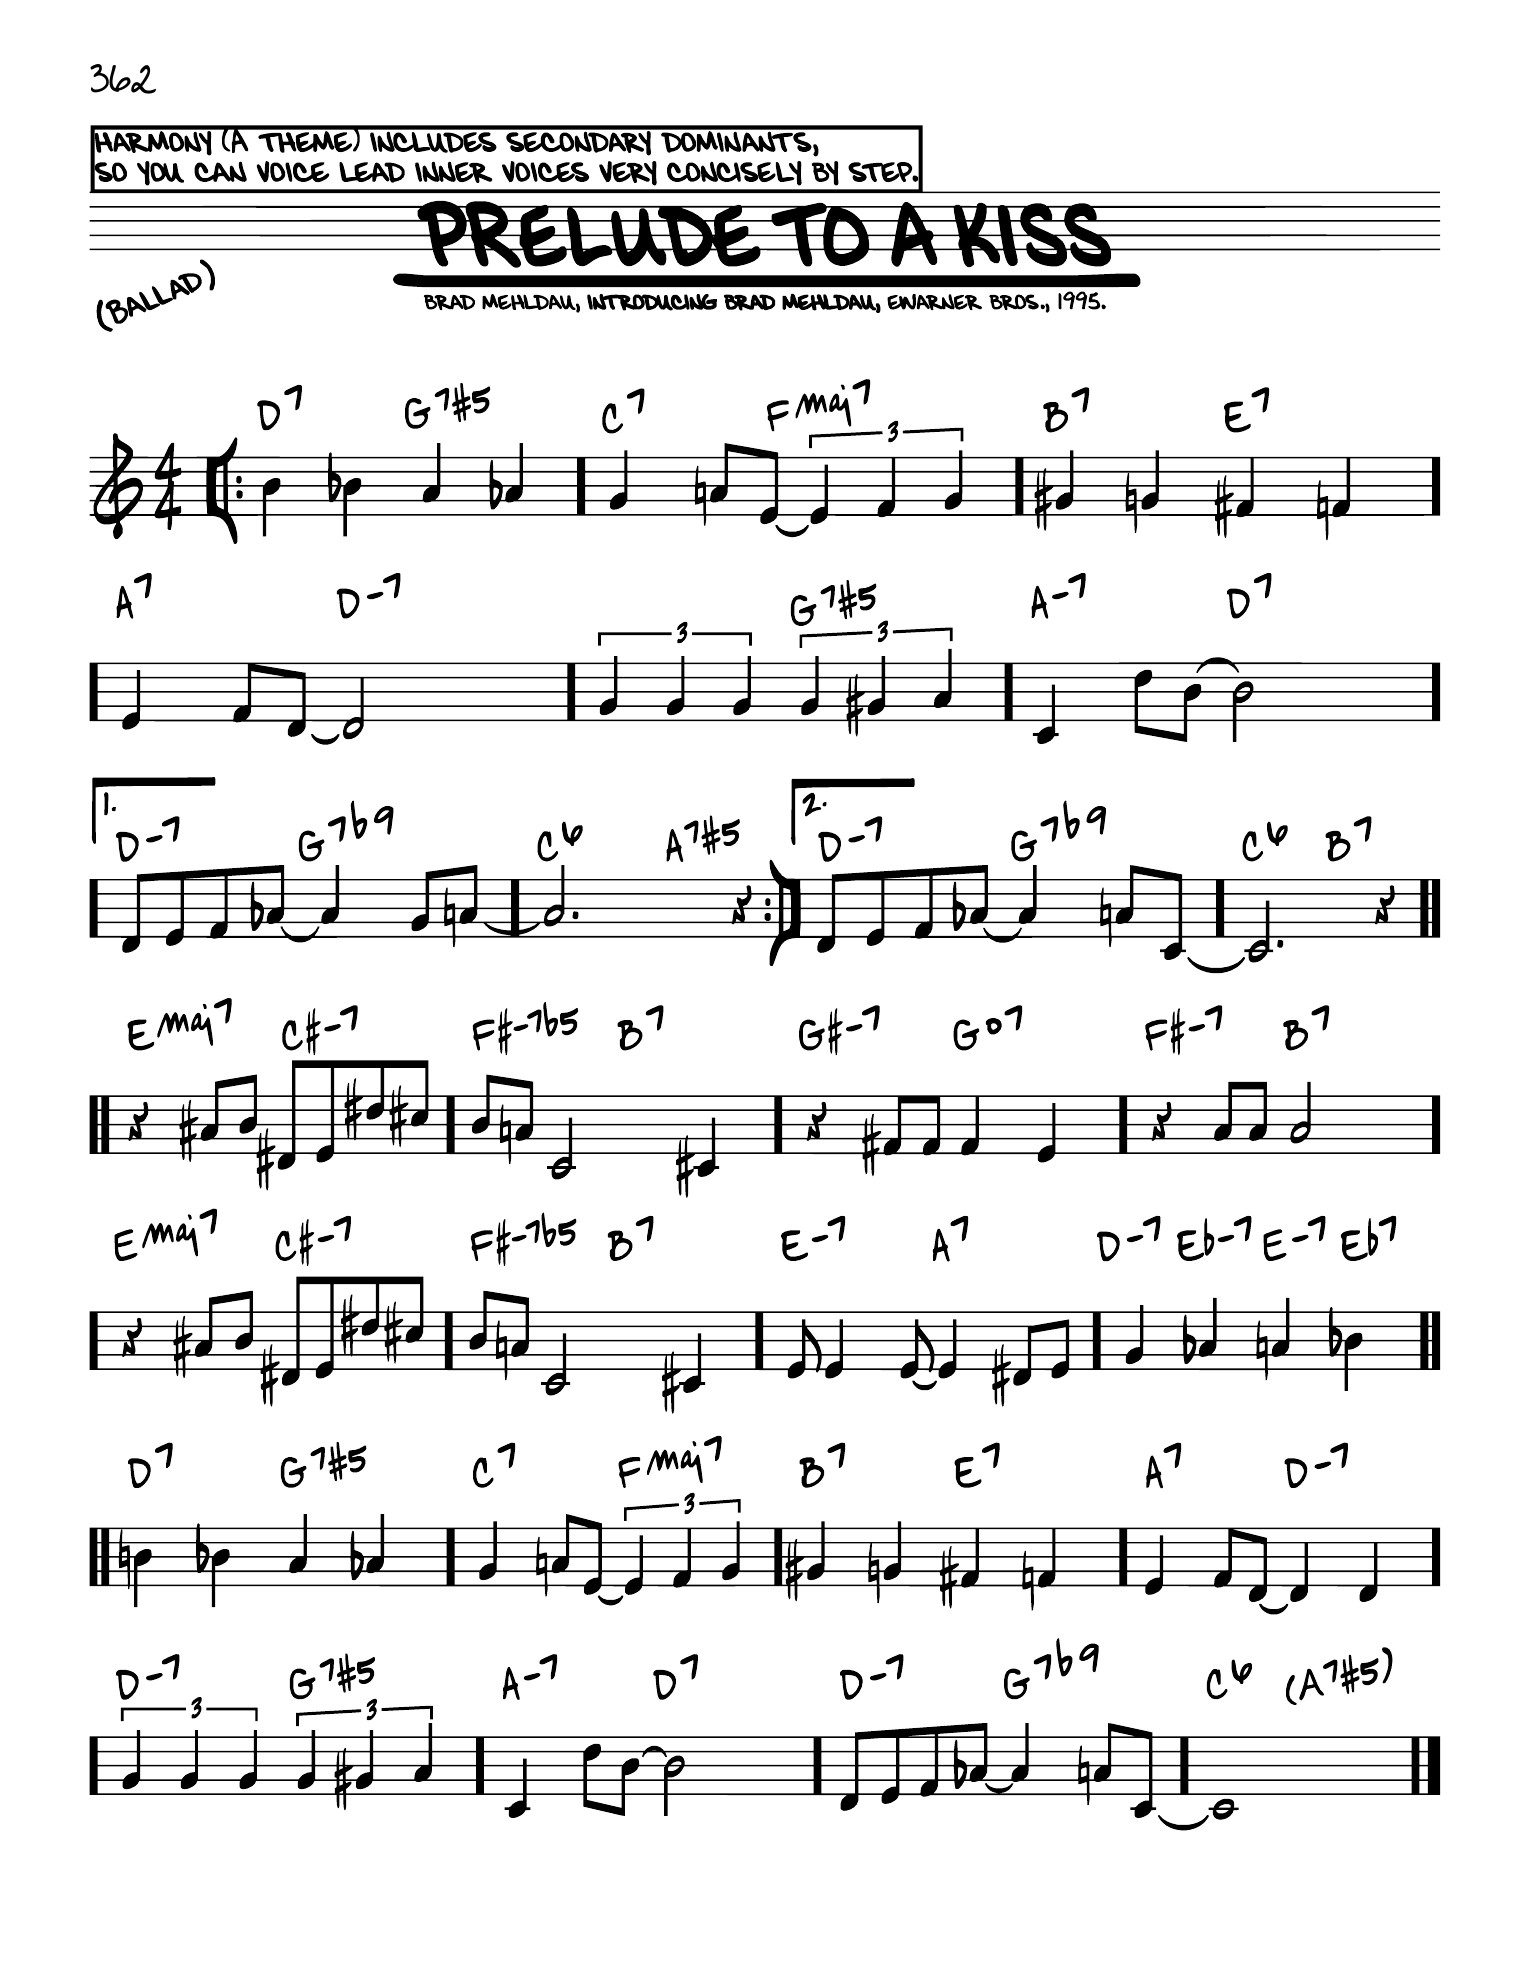 362
HARMONY (A THEME) INCLUDES SECONDARY DOMINANTS,
SO YOU CAN VOICE LEAD INNER VOICES VERY CONCISELY BY STEP.
PRELUDE TO A KISS
(BALLAD)
BRAD MEHLDAU, INTRODUCING BRAD MEHLDAU, EWARNER BROS., 1995.
D7 G7#5 C7 Fmaj7 B7 E7
3
4 4
A7 D-7 G7#5 A-7 D7
3 3
1. 2.
D-7 G7b9 C6 A7#5 D-7 G7b9 C6 B7
Emaj7 C#-7 F#-7b5 B7 G#-7 Go7 F#-7 B7
Emaj7 C#-7 F#-7b5 B7 E-7 A7 D-7 Eb-7 E-7 Eb7
D7 G7#5 C7 Fmaj7 B7 E7 A7 D-7
3
D-7 G7#5 A-7 D7 D-7 G7b9 C6 (A7#5)
3 3